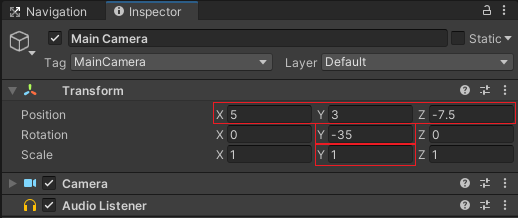 Navigation Inspector
Main Camera Static
Tag MainCamera Layer Default
Transform
Position X 5 Y 3 Z -7.5
Rotation X 0 Y -35 Z 0
Scale X 1 Y 1 Z 1
Camera
Audio Listener